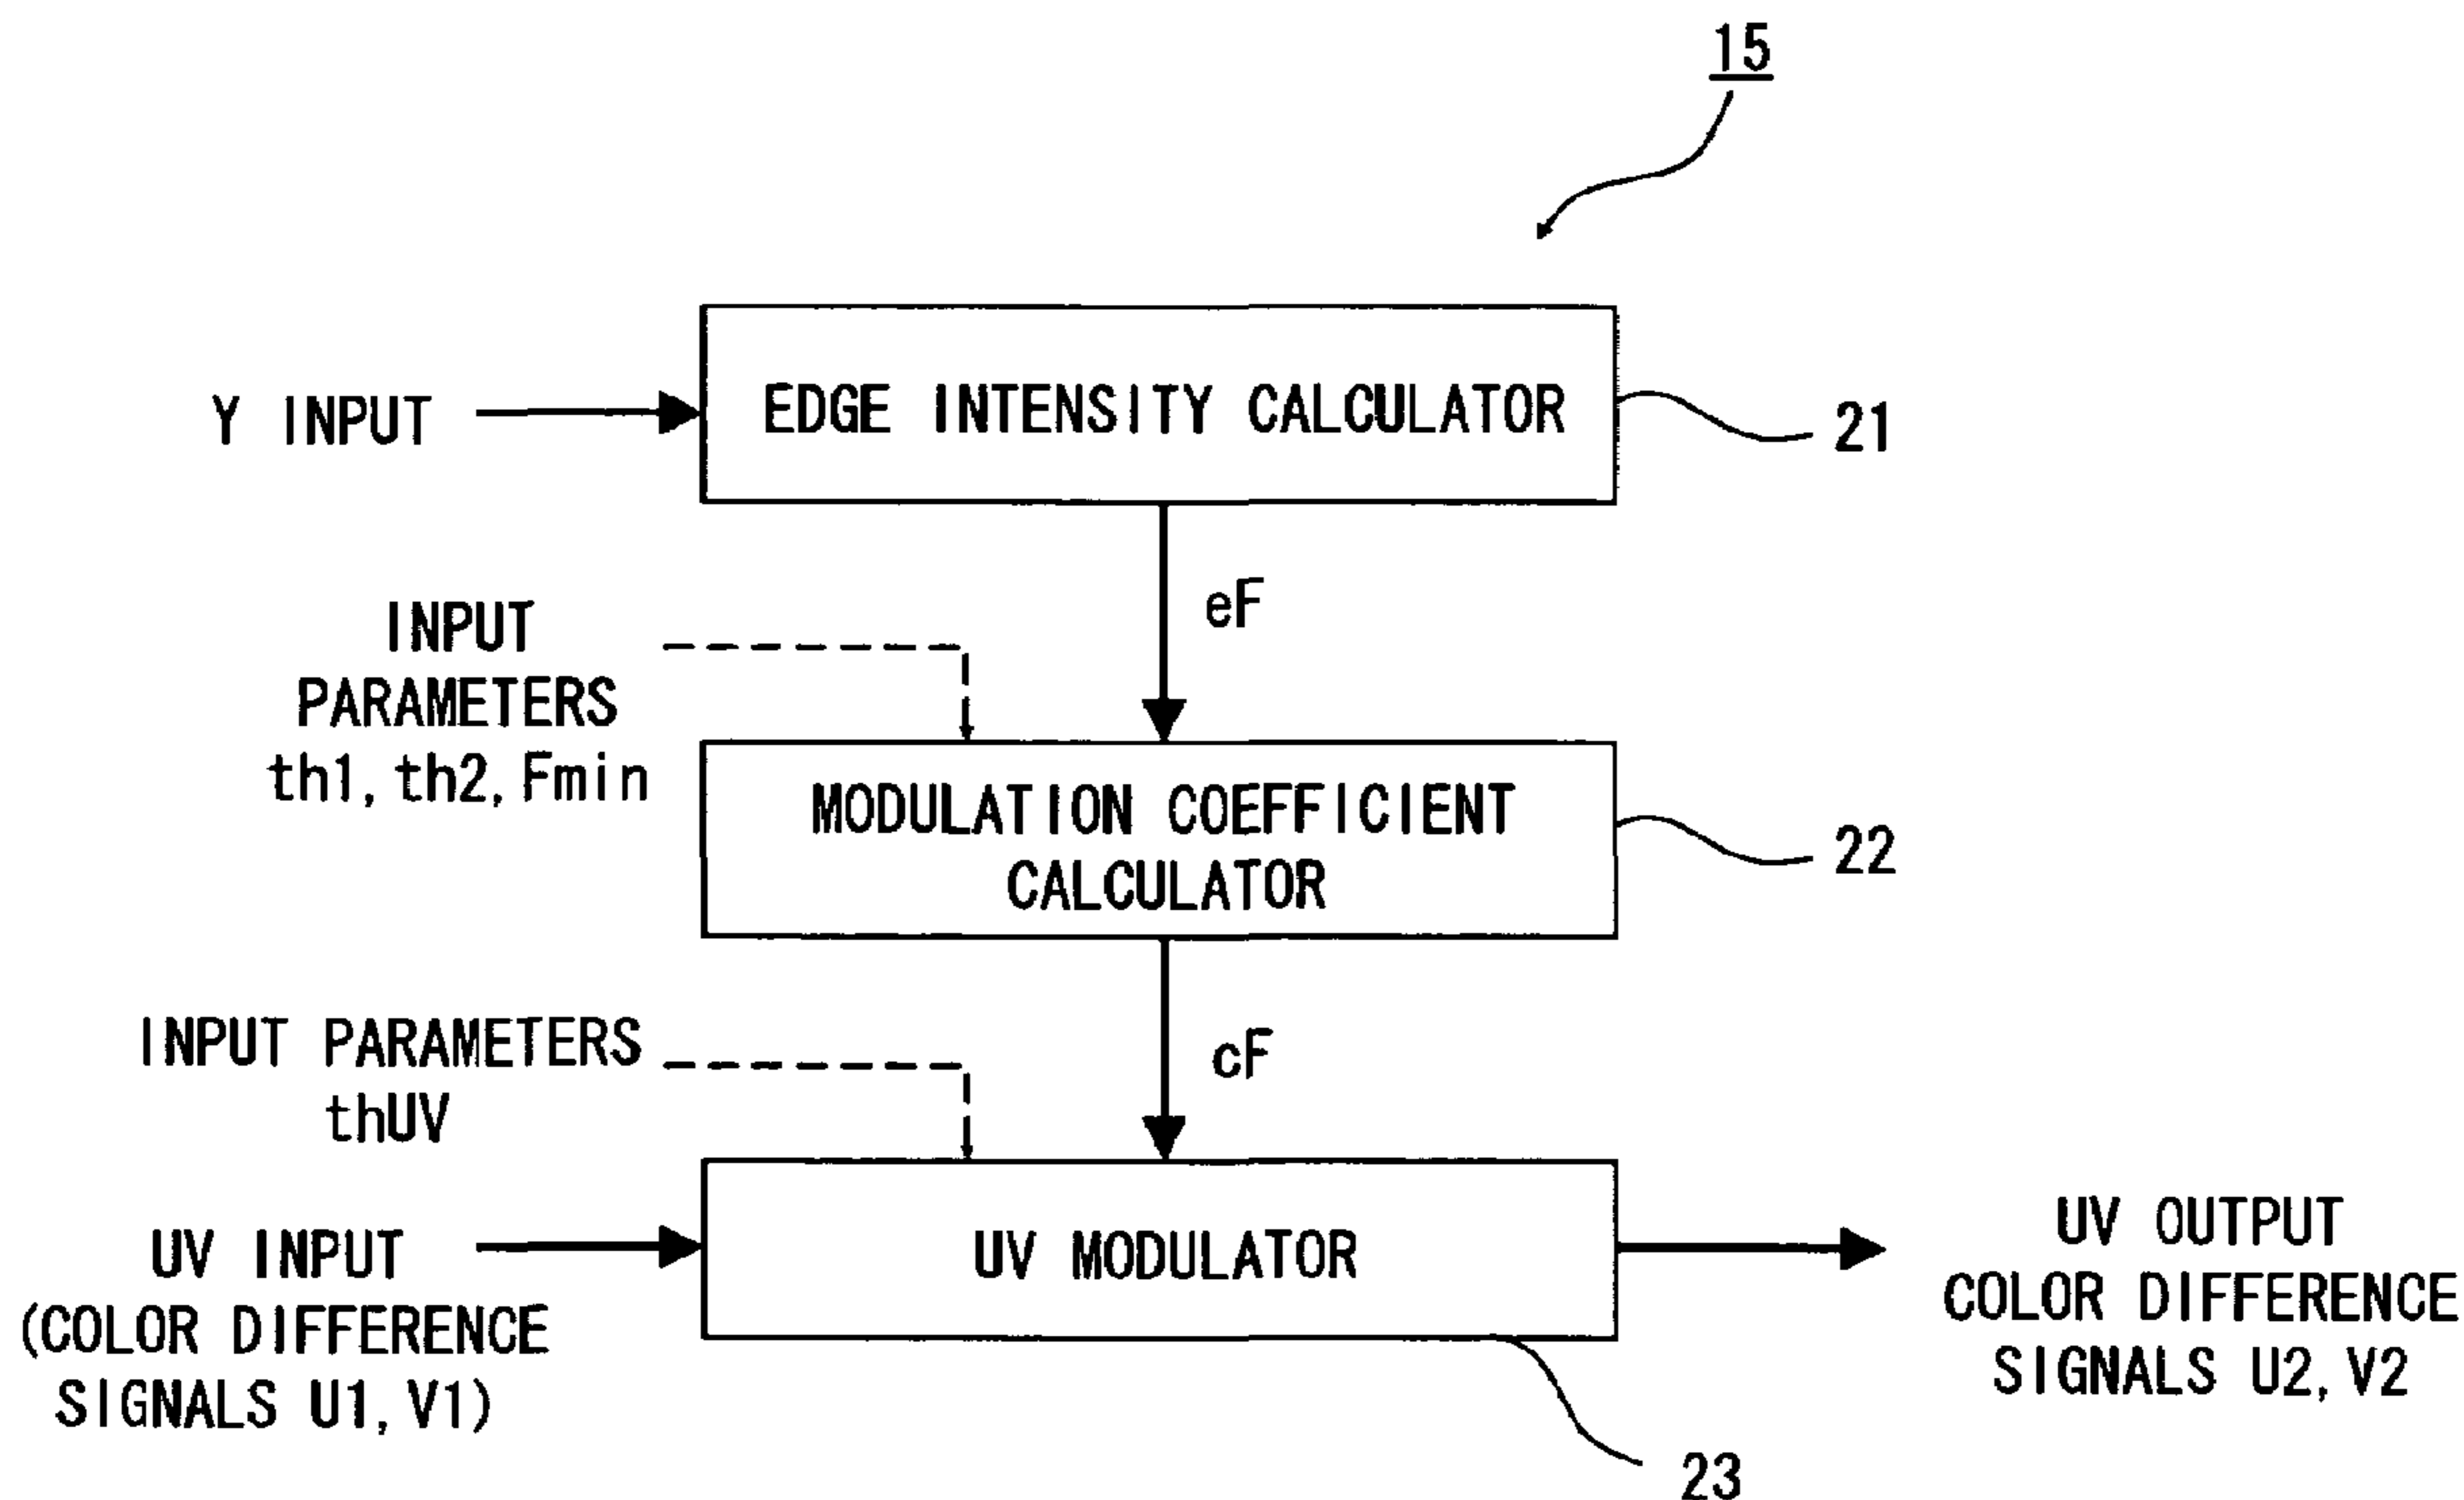 15
Y INPUT
EDGE INTENSITY CALCULATOR
21
eF
INPUT
PARAMETERS
th1, th2, Fmin
MODULATION COEFFICIENT
CALCULATOR
22
INPUT PARAMETERS
thUV
cF
UV INPUT
(COLOR DIFFERENCE
SIGNALS U1, V1)
UV MODULATOR
UV OUTPUT
COLOR DIFFERENCE
SIGNALS U2, V2
23